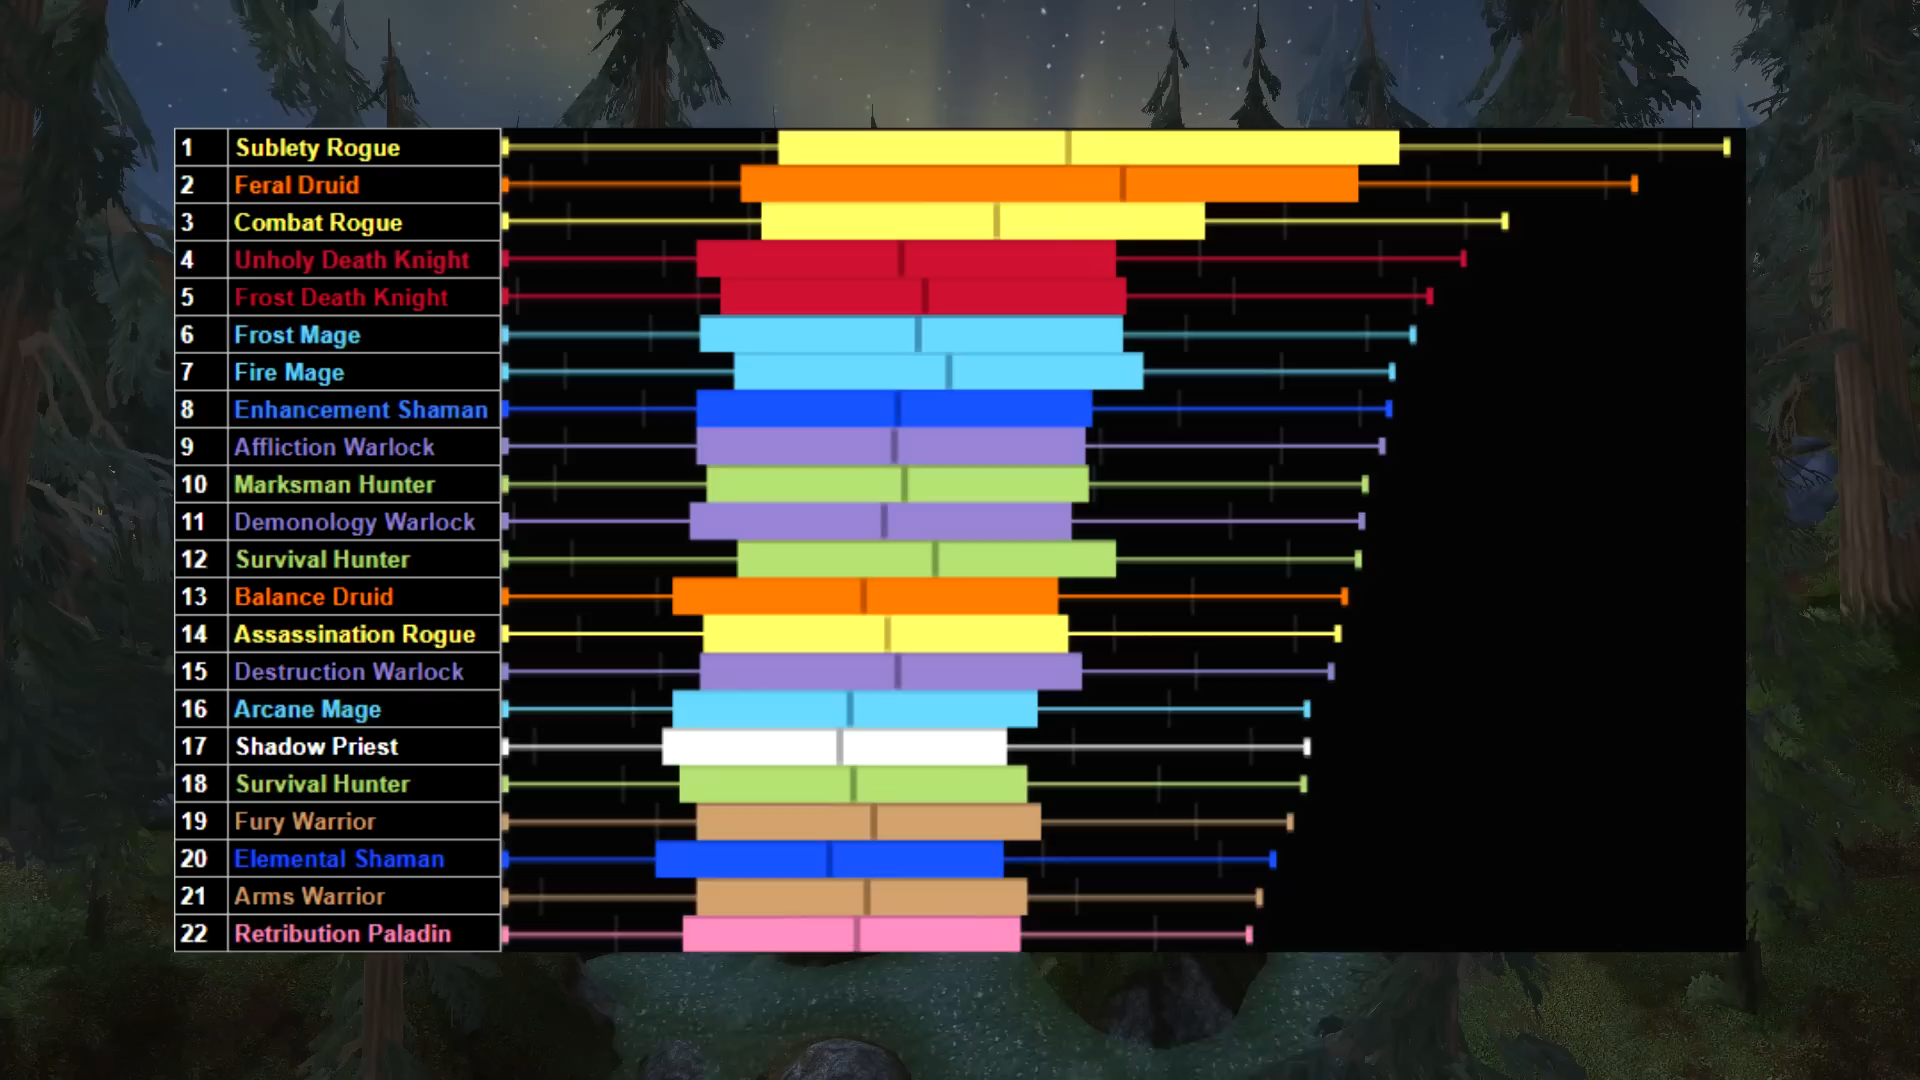 1 Sublety Rogue
2 Feral Druid
3 Combat Rogue
4 Unholy Death Knight
5 Frost Death Knight
6 Frost Mage
7 Fire Mage
8 Enhancement Shaman
9 Affliction Warlock
10 Marksman Hunter
11 Demonology Warlock
12 Survival Hunter
13 Balance Druid
14 Assassination Rogue
15 Destruction Warlock
16 Arcane Mage
17 Shadow Priest
18 Survival Hunter
19 Fury Warrior
20 Elemental Shaman
21 Arms Warrior
22 Retribution Paladin